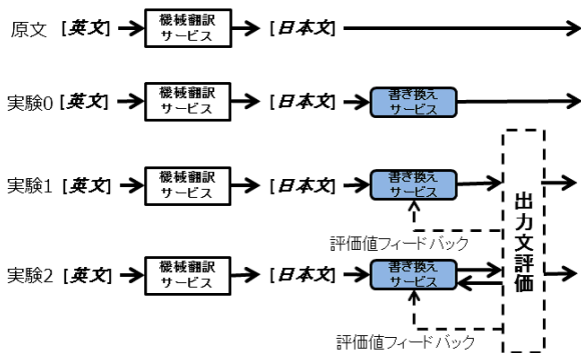 原文 [英文] 機械翻訳 サービス [日本文]
実験0 [英文] 機械翻訳 サービス [日本文] 書き換え サービス
実験1 [英文] 機械翻訳 サービス [日本文] 書き換え サービス
評価値フィードバック
出力文評価
実験2 [英文] 機械翻訳 サービス [日本文] 書き換え サービス
評価値フィードバック